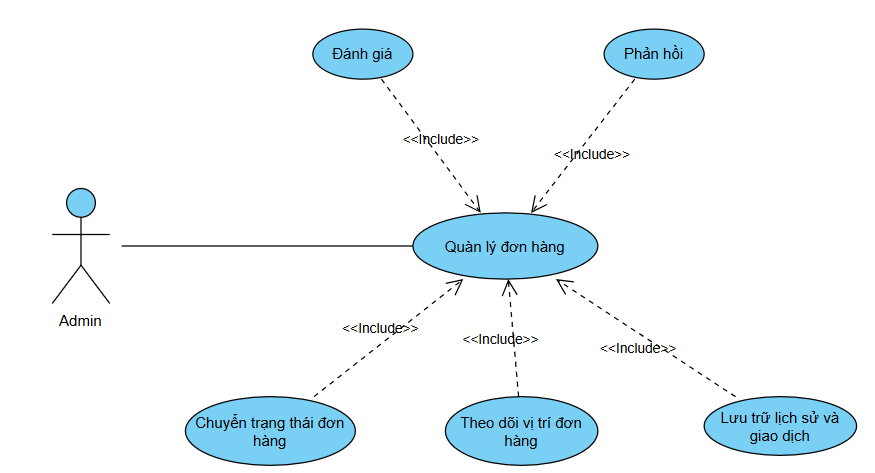 Đánh giá
Phản hồi
<<Include>>
<<Include>>
Quàn lý đơn hàng
Admin
<<Include>>
<<Include>>
<<Include>>
Chuyển trạng thái đơn
hàng
Theo dõi vị trí đơn
hàng
Lưu trữ lịch sử và
giao dịch